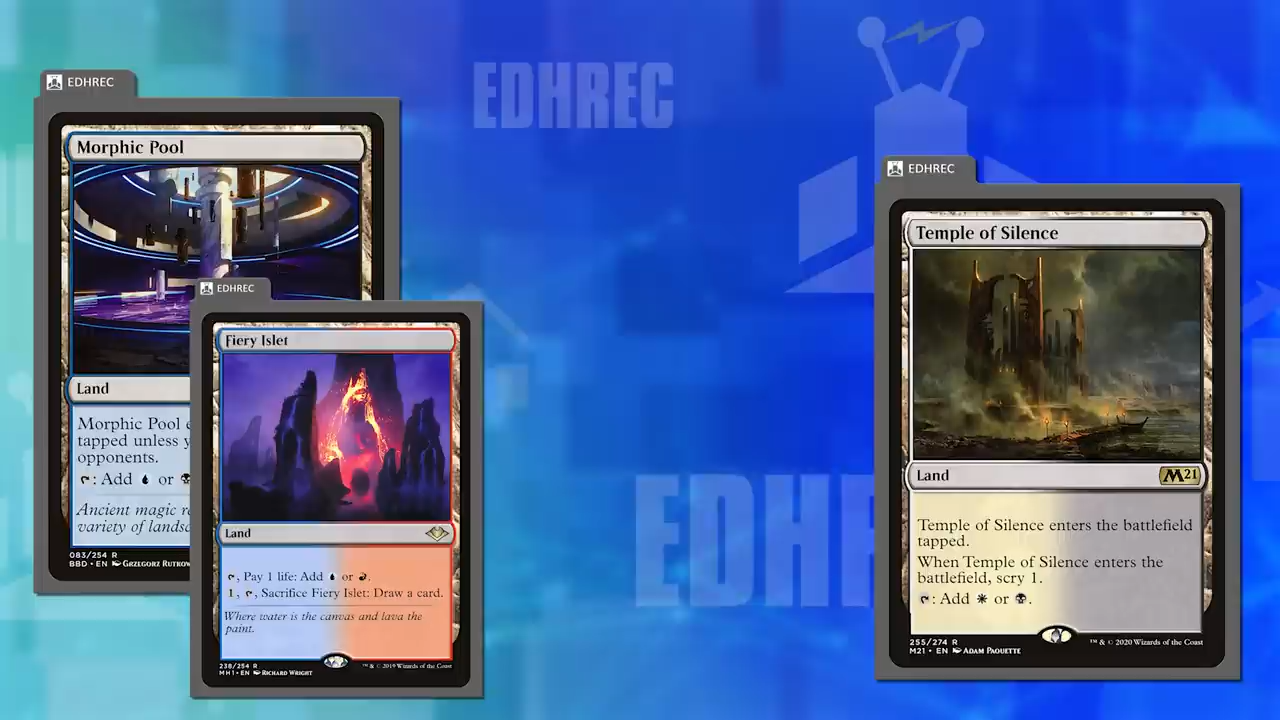 EDHREC
EDHREC
Morphic Pool
Land
Morphic Pool
tapped unless
opponents.
: Add or
Ancient magic
variety of
083/254 R
BBD • EN Grzegorz
EDHREC
Fiery Islet
Land
, Pay 1 life: Add or .
1, , Sacrifice Fiery Islet: Draw a card.
Where water is the canvas and lava the
paint.
238/254 R
MH1 • EN Richard Wright
™ & © 2019 Wizards of the Coast
EDHREC
EDHREC
Temple of Silence
Land
M21
Temple of Silence enters the battlefield
tapped.
When Temple of Silence enters the
battlefield, scry 1.
: Add or .
255/274 R
M21 • EN Adam Paquette
™ & © 2020 Wizards of the Coast